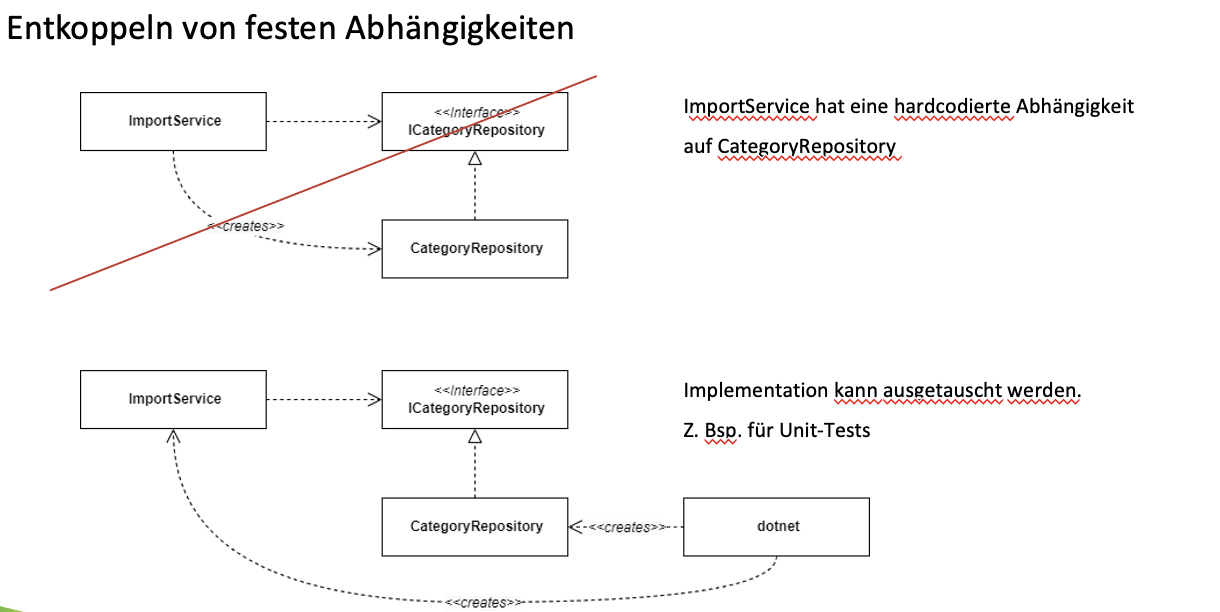 Entkoppeln von festen Abhängigkeiten
ImportService
<<Interface>>
ICategoryRepository
ImportService hat eine hardcodierte Abhängigkeit
auf CategoryRepository
<<creates>>
CategoryRepository
ImportService
<<Interface>>
ICategoryRepository
Implementation kann ausgetauscht werden.
Z. Bsp. für Unit-Tests
CategoryRepository
<<creates>>
dotnet
<<creates>>